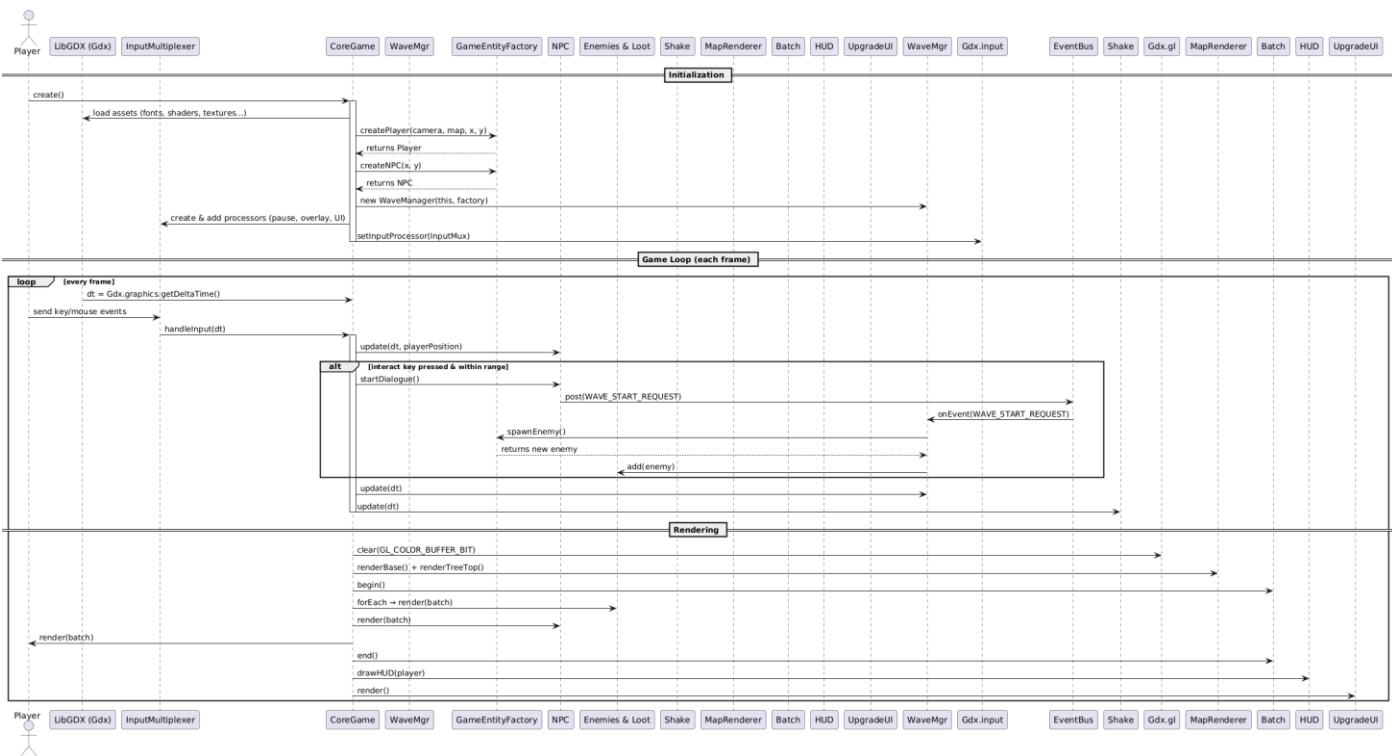 Player
LibGDX (Gdx) InputMultiplexer CoreGame WaveMgr GameEntityFactory NPC Enemies & Loot Shake MapRenderer Batch HUD UpgradeUI WaveMgr Gdx.input EventBus Shake Gdx.gl MapRenderer Batch HUD UpgradeUI
Initialization
create()
load assets (fonts, shaders, textures...)
createPlayer(camera, map, x, y)
returns Player
createNPC(x, y)
returns NPC
new WaveManager(this, factory)
create & add processors (pause, overlay, UI)
setInputProcessor(InputMux)
Game Loop (each frame)
loop [every frame]
dt = Gdx.graphics.getDeltaTime()
send key/mouse events
handleInput(dt)
update(dt, playerPosition)
alt [interact key pressed & within range]
startDialogue()
post(WAVE_START_REQUEST)
onEvent(WAVE_START_REQUEST)
spawnEnemy()
returns new enemy
add(enemy)
update(dt)
update(dt)
Rendering
clear(GL_COLOR_BUFFER_BIT)
renderBase() + renderTreeTop()
begin()
forEach → render(batch)
render(batch)
render(batch)
end()
drawHUD(player)
render()
Player
LibGDX (Gdx) InputMultiplexer CoreGame WaveMgr GameEntityFactory NPC Enemies & Loot Shake MapRenderer Batch HUD UpgradeUI WaveMgr Gdx.input EventBus Shake Gdx.gl MapRenderer Batch HUD UpgradeUI